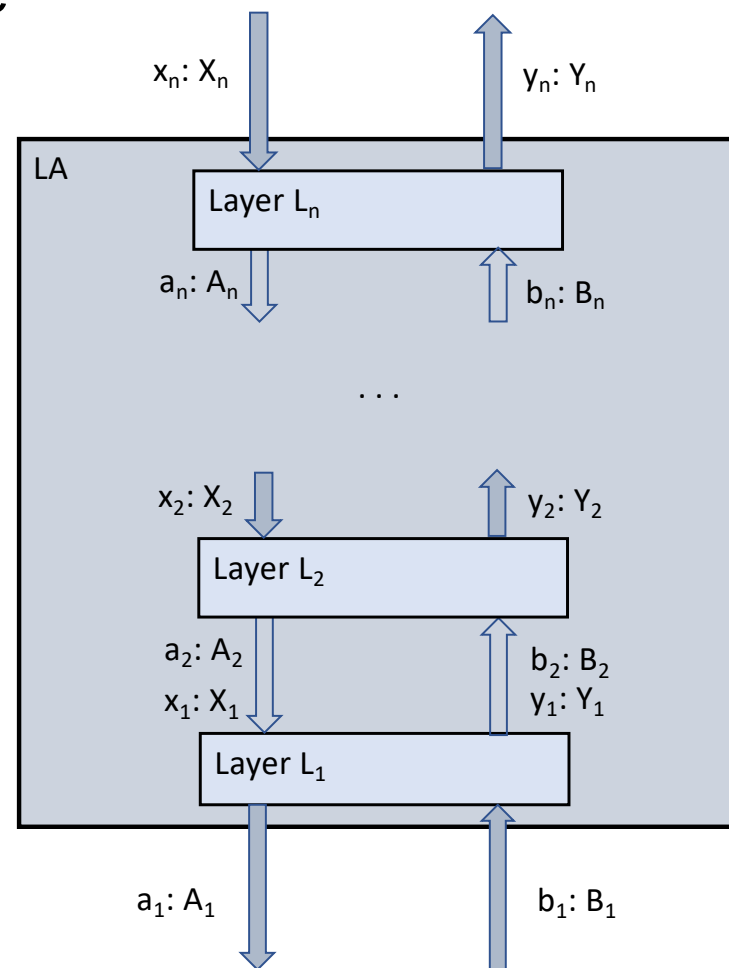 xₙ: Xₙ
yₙ: Yₙ
LA
Layer Lₙ
aₙ: Aₙ
bₙ: Bₙ
. . .
x₂: X₂
y₂: Y₂
Layer L₂
a₂: A₂
b₂: B₂
x₁: X₁
y₁: Y₁
Layer L₁
a₁: A₁
b₁: B₁